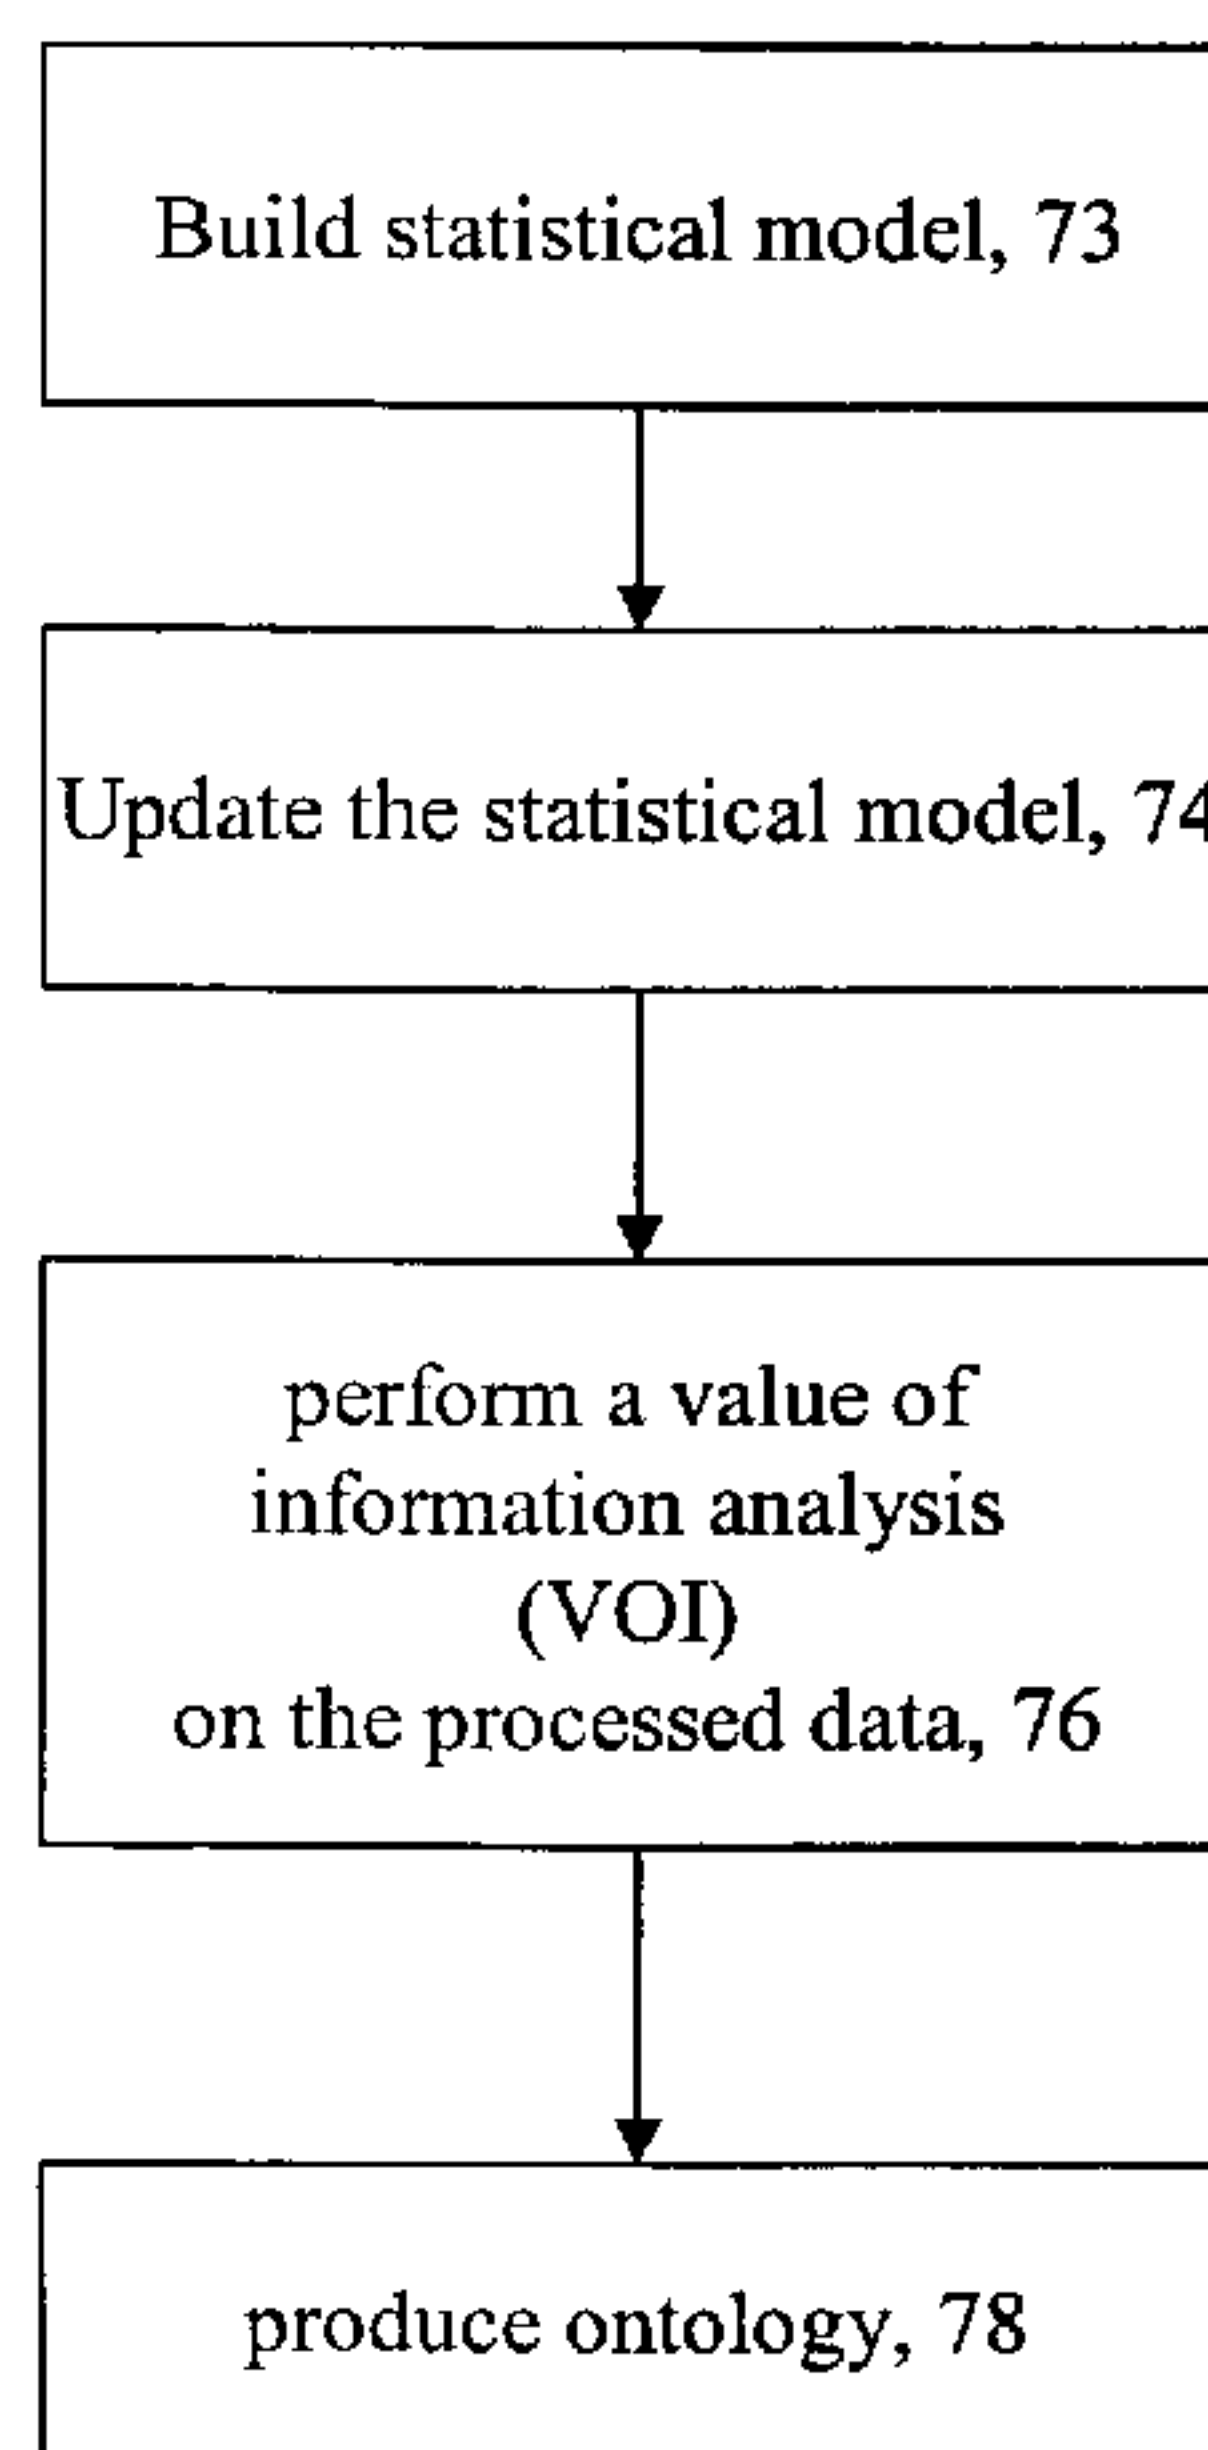 Build statistical model, 73
Update the statistical model, 74
perform a value of
information analysis
(VOI)
on the processed data, 76
produce ontology, 78